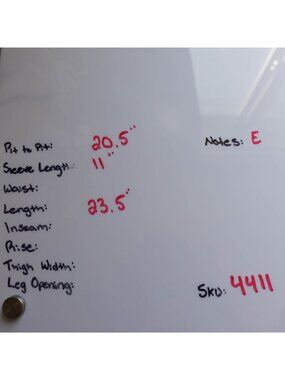 Pit to Pit: 20.5" Notes: E
Sleeve Length: 11"
Waist:
Length: 23.5"
Inseam:
Rise:
Thigh Width:
Leg Opening:
SKU: 4411